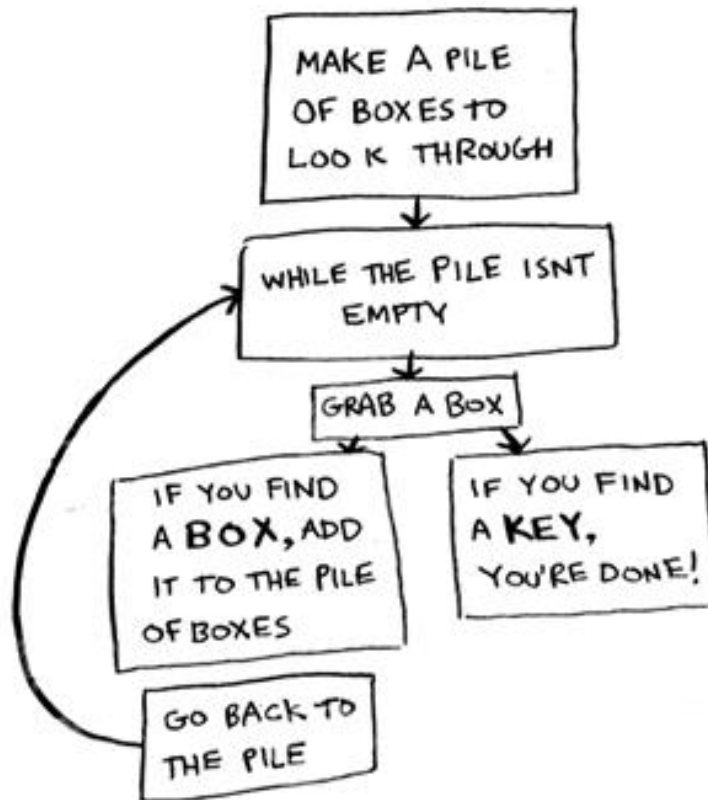 MAKE A PILE
OF BOXES TO
LOOK THROUGH
WHILE THE PILE ISNT
EMPTY
GRAB A BOX
IF YOU FIND
A BOX, ADD
IT TO THE PILE
OF BOXES
IF YOU FIND
A KEY,
YOU'RE DONE!
GO BACK TO
THE PILE